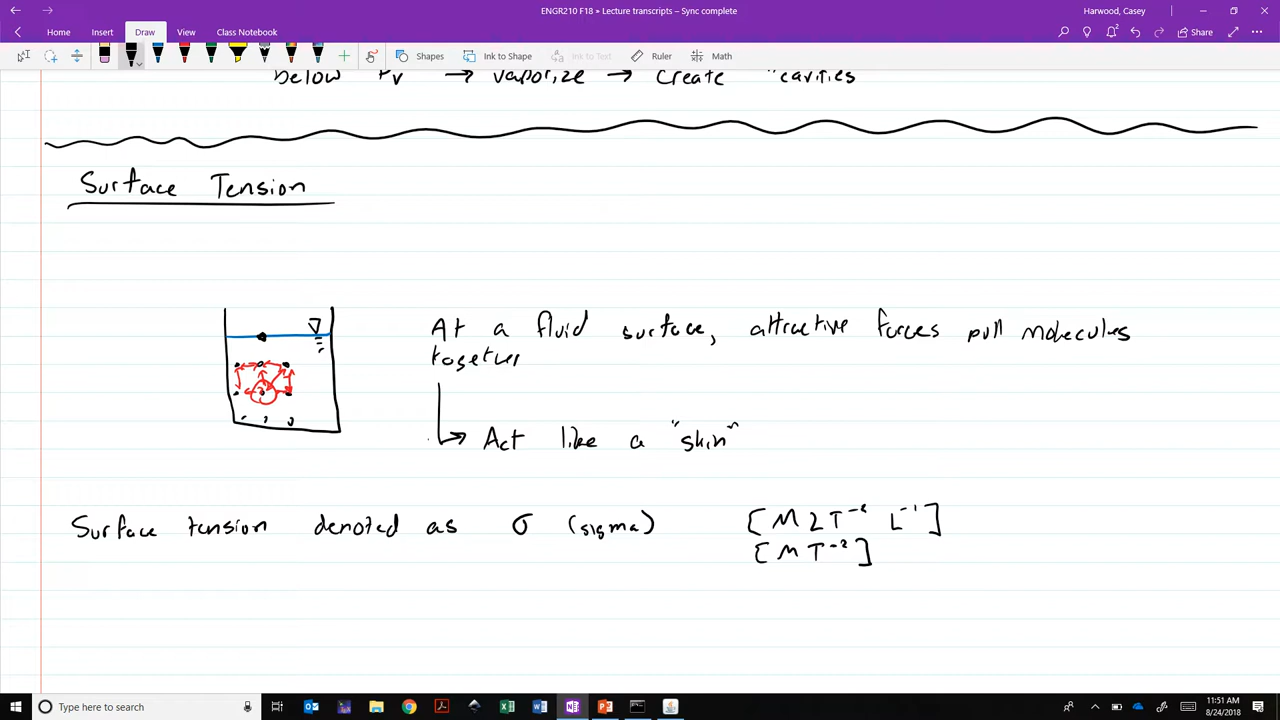 ENGR210 F18 » Lecture transcripts – Sync complete
Harwood, Casey
Home Insert Draw View Class Notebook
Share
Shapes Ink to Shape Ink to Text Ruler Math
below Pv → vaporize → create "cavities
Surface Tension
At a fluid surface, attractive forces pull molecules
together
Act like a "skin"
Surface tension denoted as σ (sigma) [M L T⁻² L⁻¹]
[M T⁻²]
Type here to search
11:51 AM
8/24/2018